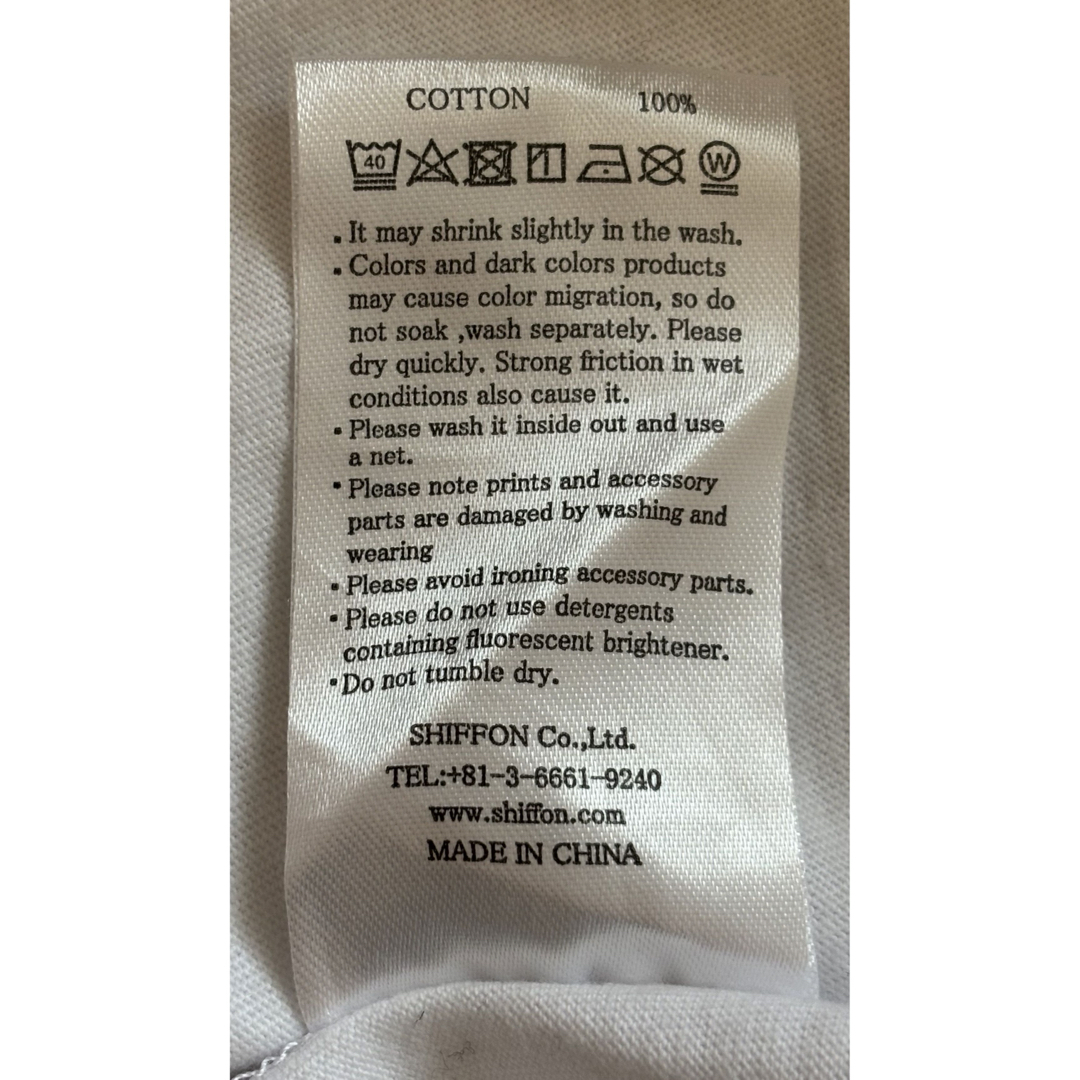 COTTON 100%
40 W
. It may shrink slightly in the wash.
. Colors and dark colors products
may cause color migration, so do
not soak ,wash separately. Please
dry quickly. Strong friction in wet
conditions also cause it.
· Please wash it inside out and use
a net.
· Please note prints and accessory
parts are damaged by washing and
wearing
· Please avoid ironing accessory parts.
· Please do not use detergents
containing fluorescent brightener.
· Do not tumble dry.
SHIFFON Co.,Ltd.
TEL:+81-3-6661-9240
www.shiffon.com
MADE IN CHINA